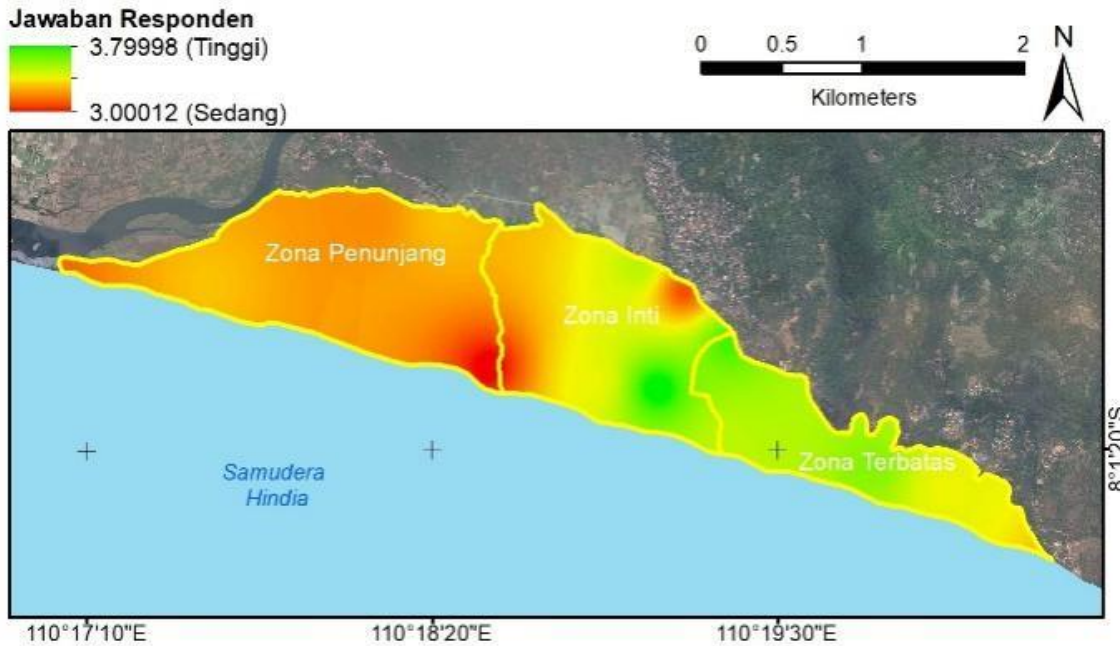 Jawaban Responden
3.79998 (Tinggi)
3.00012 (Sedang)
0 0.5 1 2
Kilometers
N
Zona Penunjang
Zona Inti
Zona Terbatas
Samudera
Hindia
8°1'20"S
110°17'10"E 110°18'20"E 110°19'30"E